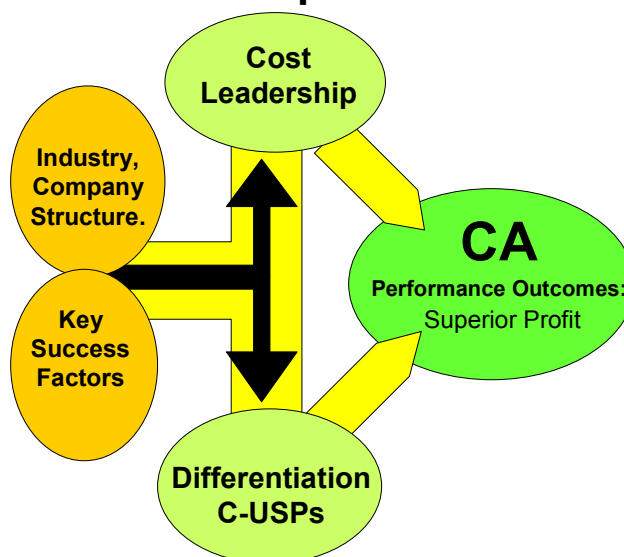 Cost
Leadership
Industry,
Company
Structure.
CA
Performance Outcomes:
Superior Profit
Key
Success
Factors
Differentiation
C-USPs